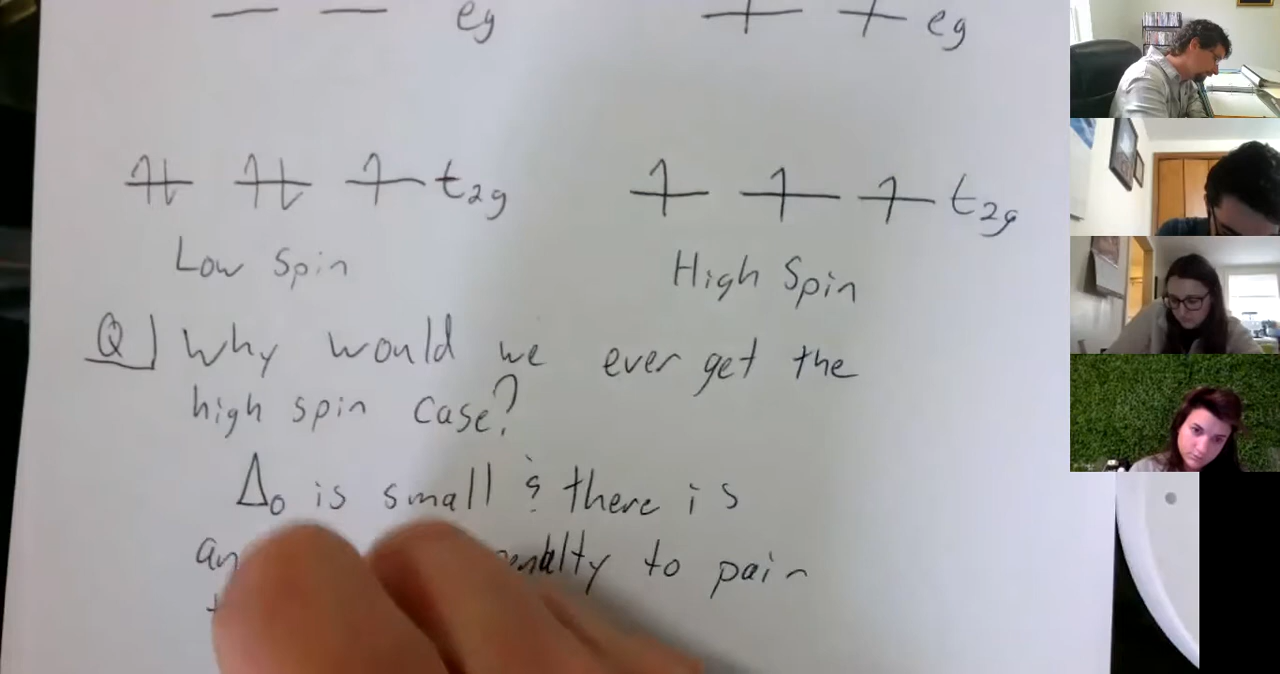 eg eg
t2g t2g
Low Spin High Spin
Q] Why would we ever get the
high spin case?
Δo is small & there is
an penalty to pair